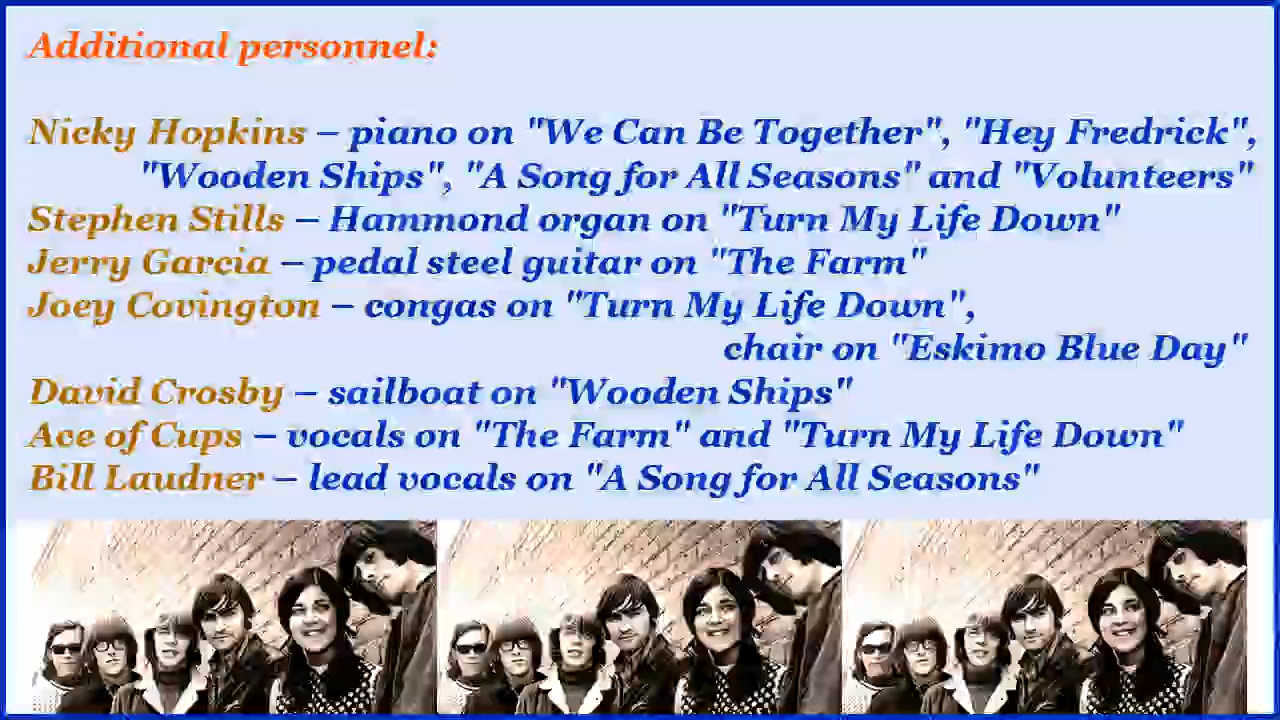 Additional personnel:
Nicky Hopkins – piano on "We Can Be Together", "Hey Fredrick",
"Wooden Ships", "A Song for All Seasons" and "Volunteers"
Stephen Stills – Hammond organ on "Turn My Life Down"
Jerry Garcia – pedal steel guitar on "The Farm"
Joey Covington – congas on "Turn My Life Down",
chair on "Eskimo Blue Day"
David Crosby – sailboat on "Wooden Ships"
Ace of Cups – vocals on "The Farm" and "Turn My Life Down"
Bill Laudner – lead vocals on "A Song for All Seasons"